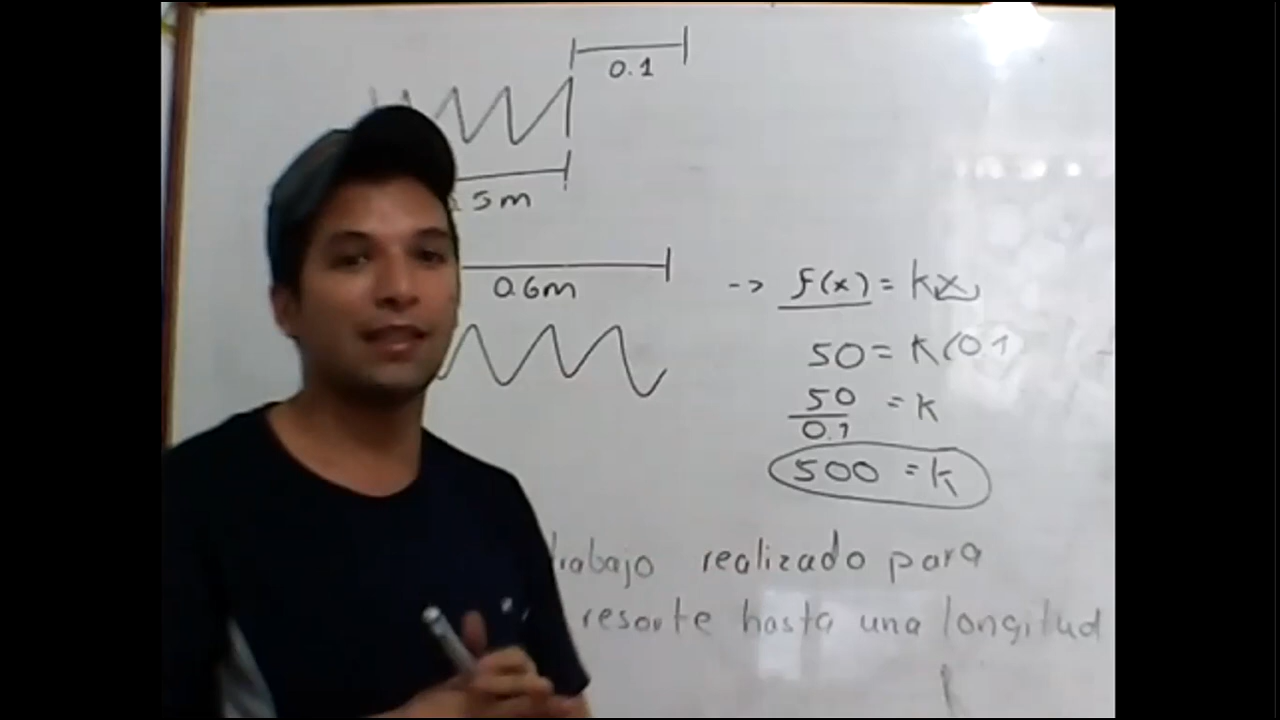 0.1
5m
0.6m
-> f(x) = kx
50 = k(0.1
50 = k
0.1
500 = k
trabajo realizado para
resorte hasta una longitud